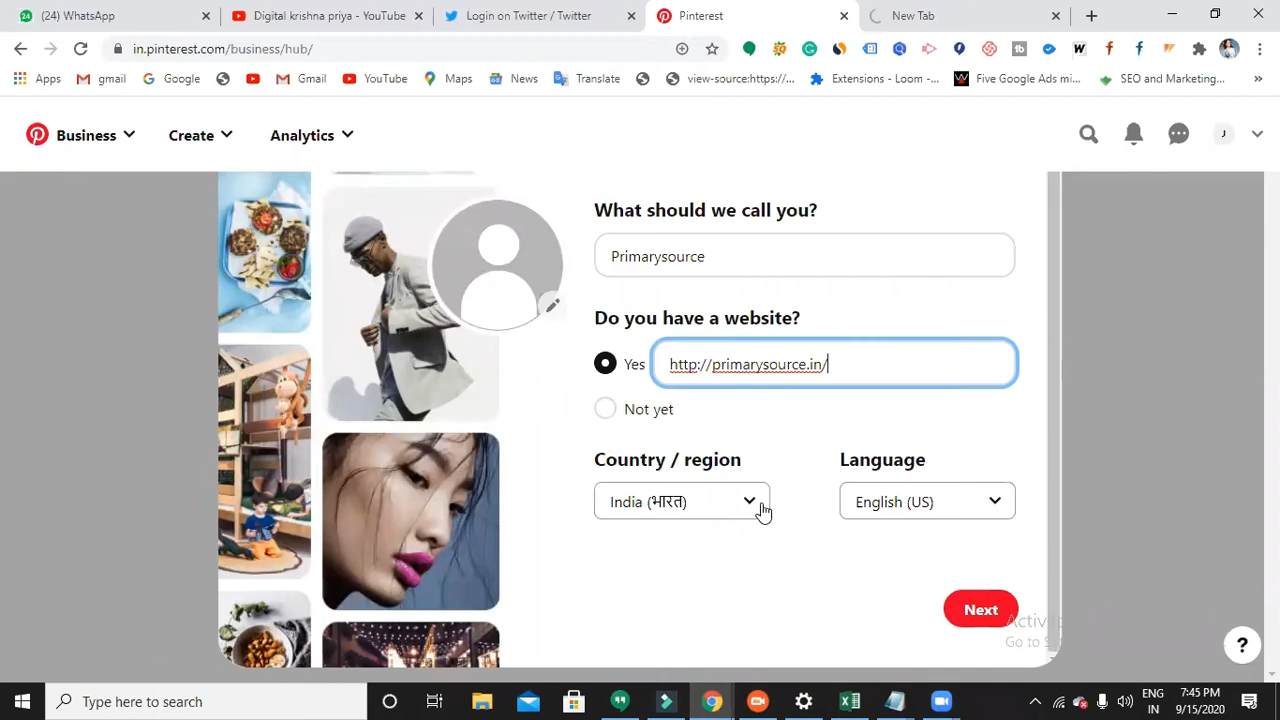 (24) WhatsApp
Digital krishna priya - YouTube
Login on Twitter / Twitter
Pinterest
New Tab
in.pinterest.com/business/hub/
Apps
gmail
Google
Gmail
YouTube
Maps
News
Translate
view-source:https://...
Extensions - Loom -...
Five Google Ads mi...
SEO and Marketing...
Business
Create
Analytics
J
What should we call you?
Primarysource
Do you have a website?
Yes
http://primarysource.in/
Not yet
Country / region
Language
India (भारत)
English (US)
Next
?
Type here to search
ENG
IN
7:45 PM
9/15/2020